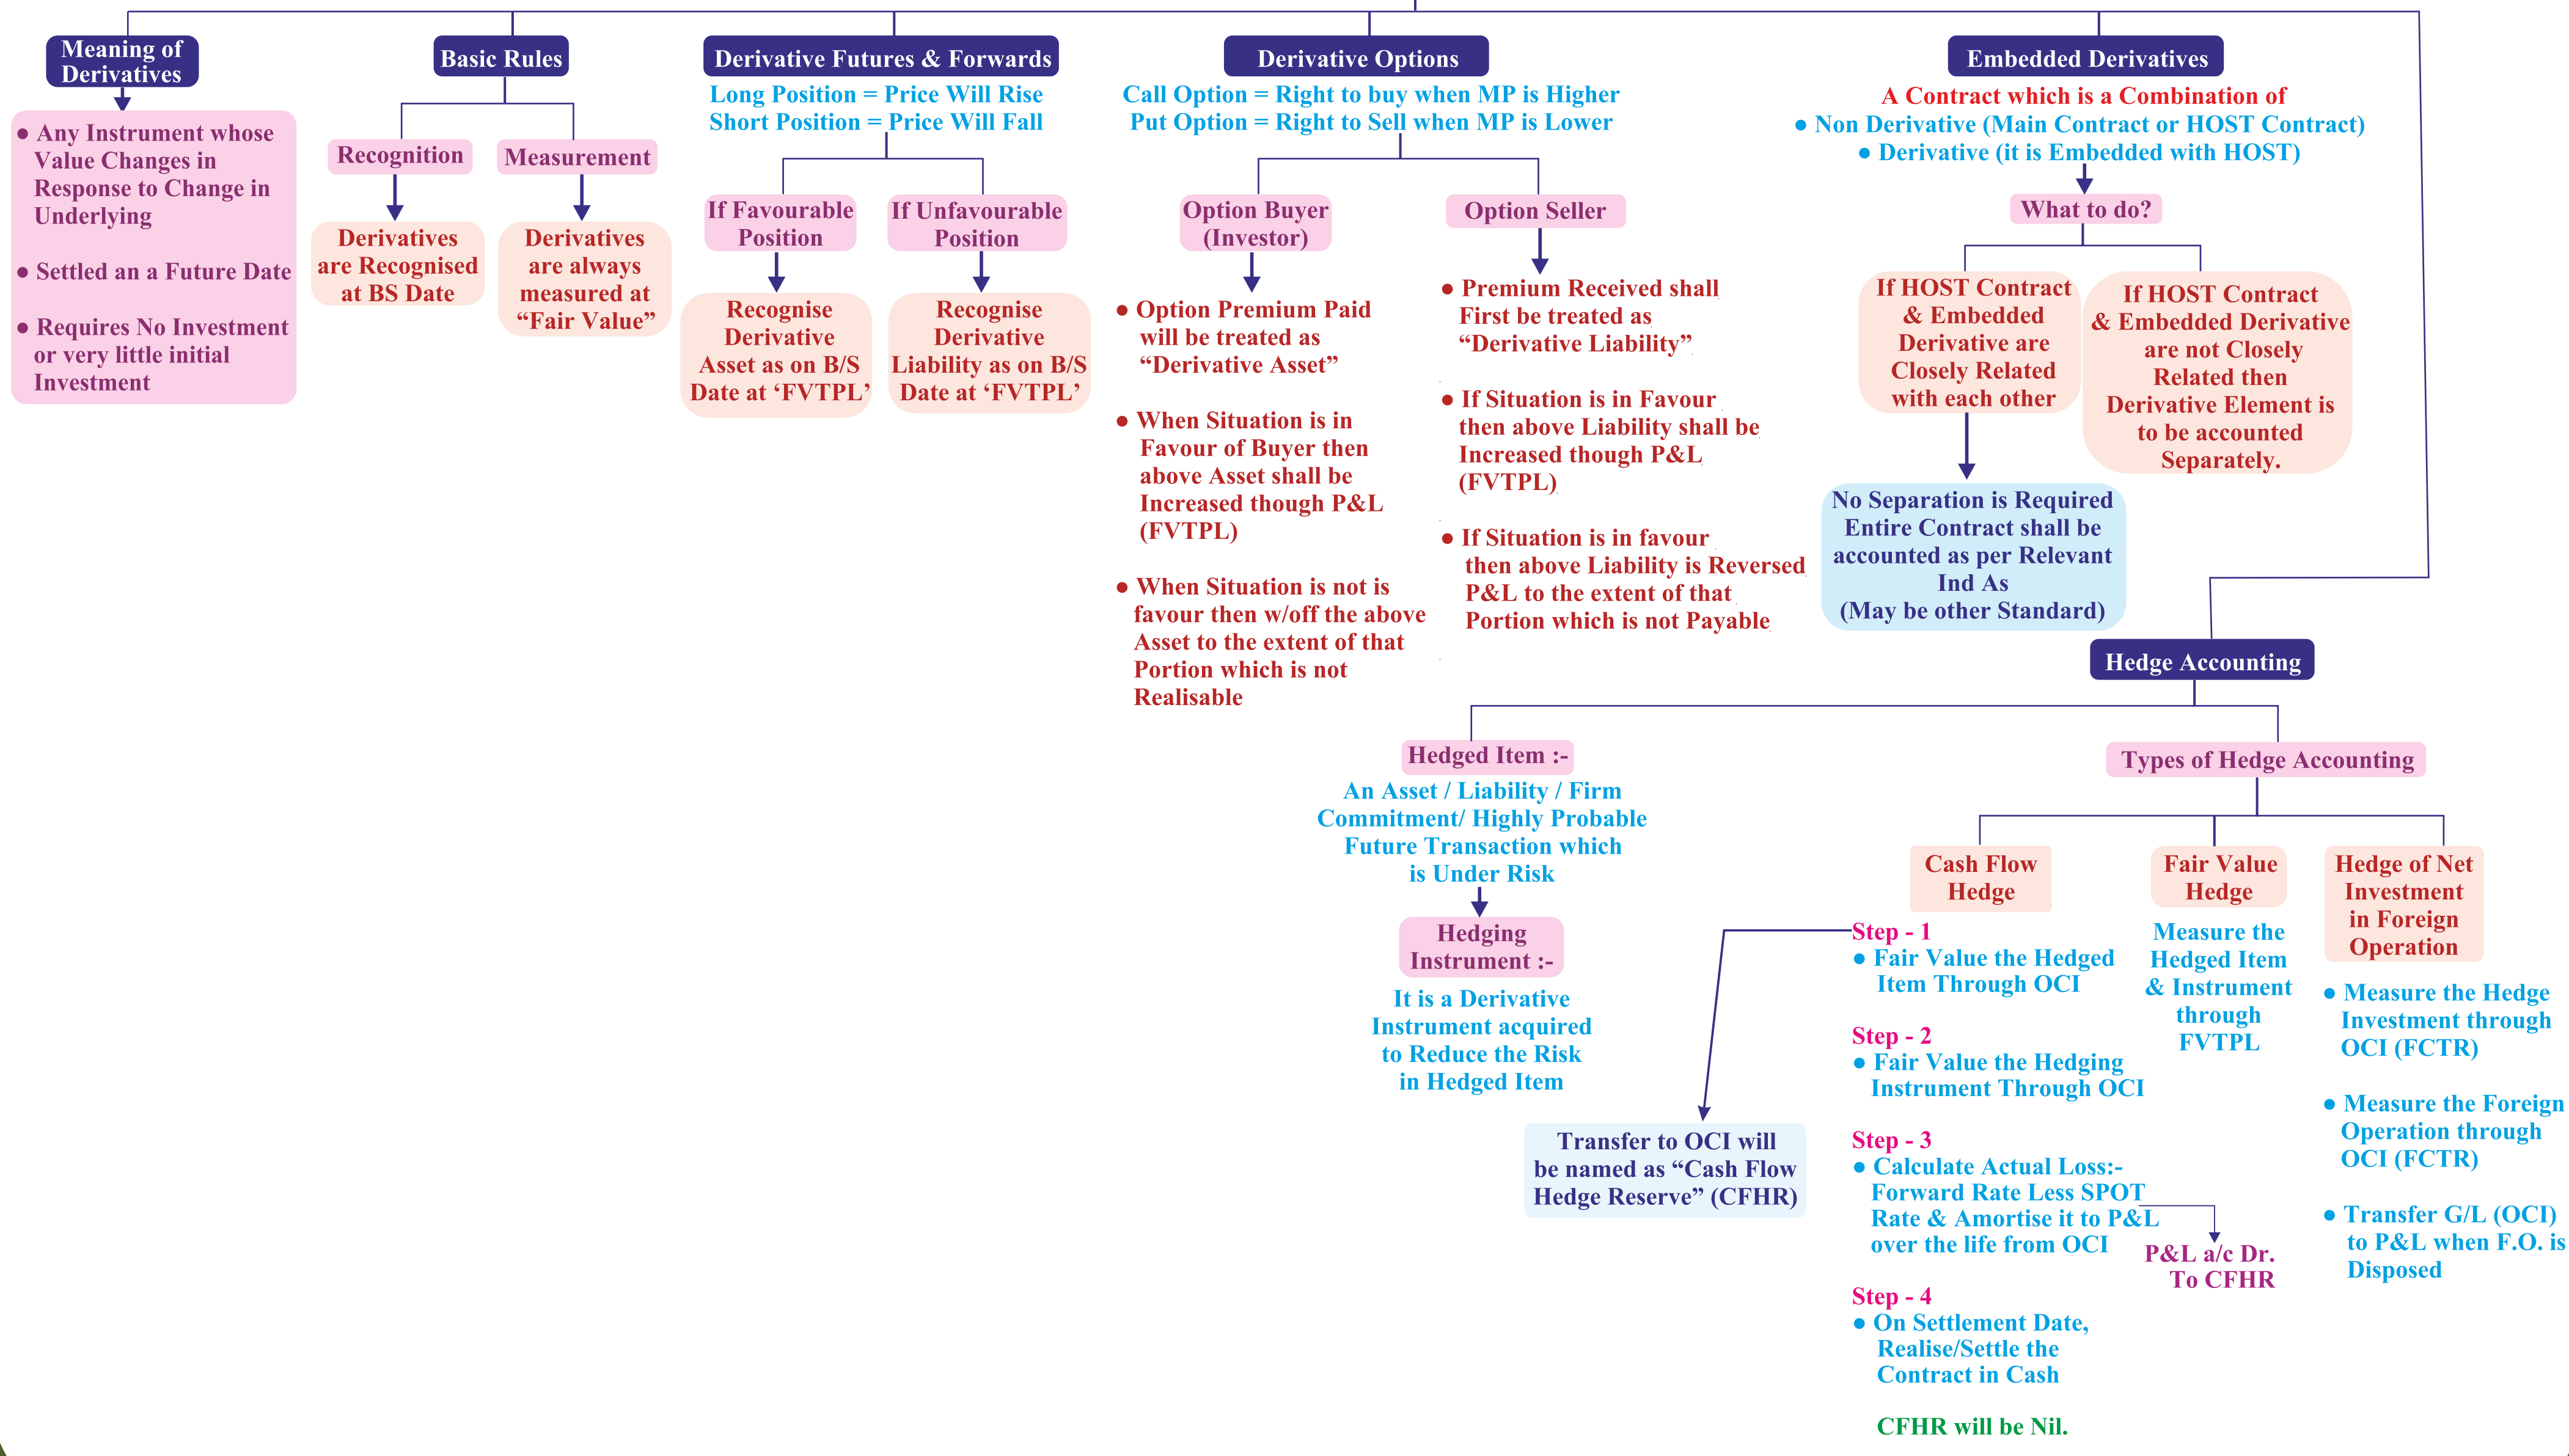 Meaning of
Derivatives
● Any Instrument whose
Value Changes in
Response to Change in
Underlying
● Settled an a Future Date
● Requires No Investment
or very little initial
Investment
Basic Rules
Recognition
Derivatives
are Recognised
at BS Date
Measurement
Derivatives
are always
measured at
“Fair Value”
Derivative Futures & Forwards
Long Position = Price Will Rise
Short Position = Price Will Fall
If Favourable
Position
Recognise
Derivative
Asset as on B/S
Date at ‘FVTPL’
If Unfavourable
Position
Recognise
Derivative
Liability as on B/S
Date at ‘FVTPL’
Derivative Options
Call Option = Right to buy when MP is Higher
Put Option = Right to Sell when MP is Lower
Option Buyer
(Investor)
● Option Premium Paid
will be treated as
“Derivative Asset”
● When Situation is in
Favour of Buyer then
above Asset shall be
Increased though P&L
(FVTPL)
● When Situation is not is
favour then w/off the above
Asset to the extent of that
Portion which is not
Realisable
Option Seller
● Premium Received shall
First be treated as
“Derivative Liability”
● If Situation is in Favour
then above Liability shall be
Increased though P&L
(FVTPL)
● If Situation is in favour
then above Liability is Reversed
P&L to the extent of that
Portion which is not Payable
Embedded Derivatives
A Contract which is a Combination of
● Non Derivative (Main Contract or HOST Contract)
● Derivative (it is Embedded with HOST)
What to do?
If HOST Contract
& Embedded
Derivative are
Closely Related
with each other
No Separation is Required
Entire Contract shall be
accounted as per Relevant
Ind As
(May be other Standard)
If HOST Contract
& Embedded Derivative
are not Closely
Related then
Derivative Element is
to be accounted
Separately.
Hedge Accounting
Hedged Item :-
An Asset / Liability / Firm
Commitment/ Highly Probable
Future Transaction which
is Under Risk
Hedging
Instrument :-
It is a Derivative
Instrument acquired
to Reduce the Risk
in Hedged Item
Types of Hedge Accounting
Cash Flow
Hedge
Step - 1
● Fair Value the Hedged
Item Through OCI
Transfer to OCI will
be named as “Cash Flow
Hedge Reserve” (CFHR)
Step - 2
● Fair Value the Hedging
Instrument Through OCI
Step - 3
● Calculate Actual Loss:-
Forward Rate Less SPOT
Rate & Amortise it to P&L
over the life from OCI
P&L a/c Dr.
To CFHR
Step - 4
● On Settlement Date,
Realise/Settle the
Contract in Cash
CFHR will be Nil.
Fair Value
Hedge
Measure the
Hedged Item
& Instrument
through
FVTPL
Hedge of Net
Investment
in Foreign
Operation
● Measure the Hedge
Investment through
OCI (FCTR)
● Measure the Foreign
Operation through
OCI (FCTR)
● Transfer G/L (OCI)
to P&L when F.O. is
Disposed